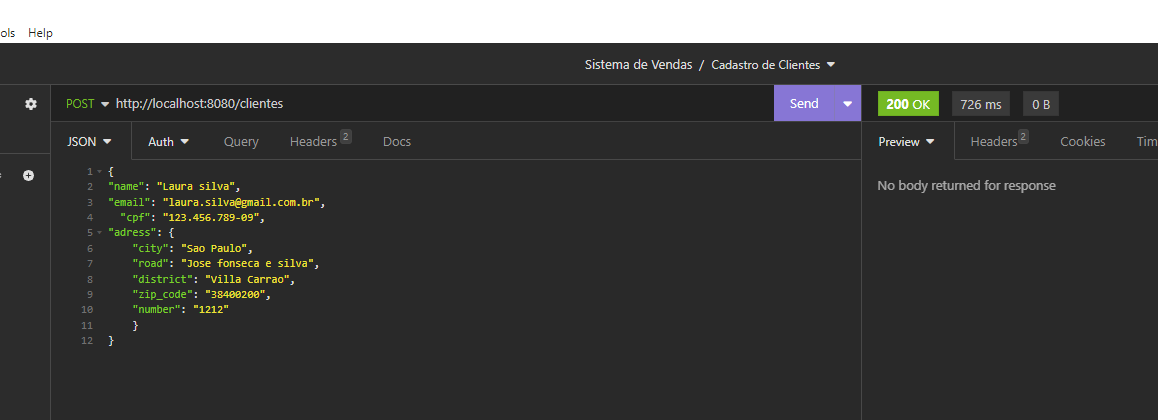 Help
Sistema de Vendas / Cadastro de Clientes
POST http://localhost:8080/clientes Send 200 OK 726 ms 0 B
JSON Auth Query Headers 2 Docs Preview Headers 2 Cookies
1 {
2 "name": "Laura silva",
3 "email": "laura.silva@gmail.com.br",
4 "cpf": "123.456.789-09",
5 "adress": {
6 "city": "Sao Paulo",
7 "road": "Jose fonseca e silva",
8 "district": "Villa Carrao",
9 "zip_code": "38400200",
10 "number": "1212"
11 }
12 }
No body returned for response